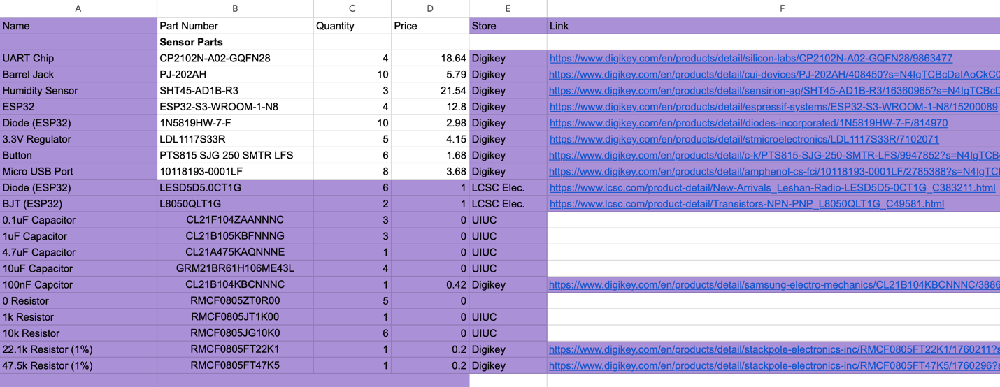 A B C D E F
Name Part Number Quantity Price Store Link
Sensor Parts
UART Chip CP2102N-A02-GQFN28 4 18.64 Digikey https://www.digikey.com/en/products/detail/silicon-labs/CP2102N-A02-GQFN28/9863477
Barrel Jack PJ-202AH 10 5.79 Digikey https://www.digikey.com/en/products/detail/cui-devices/PJ-202AH/408450?s=N4IgTCBcDaIAoCkC0
Humidity Sensor SHT45-AD1B-R3 3 21.54 Digikey https://www.digikey.com/en/products/detail/sensirion-ag/SHT45-AD1B-R3/16360965?s=N4IgTCBcD
ESP32 ESP32-S3-WROOM-1-N8 4 12.8 Digikey https://www.digikey.com/en/products/detail/espressif-systems/ESP32-S3-WROOM-1-N8/15200089
Diode (ESP32) 1N5819HW-7-F 10 2.98 Digikey https://www.digikey.com/en/products/detail/diodes-incorporated/1N5819HW-7-F/814970
3.3V Regulator LDL1117S33R 5 4.15 Digikey https://www.digikey.com/en/products/detail/stmicroelectronics/LDL1117S33R/7102071
Button PTS815 SJG 250 SMTR LFS 6 1.68 Digikey https://www.digikey.com/en/products/detail/c-k/PTS815-SJG-250-SMTR-LFS/9947852?s=N4IgTCB
Micro USB Port 10118193-0001LF 8 3.68 Digikey https://www.digikey.com/en/products/detail/amphenol-cs-fci/10118193-0001LF/2785388?s=N4IgTC
Diode (ESP32) LESD5D5.0CT1G 6 1 LCSC Elec. https://www.lcsc.com/product-detail/New-Arrivals_Leshan-Radio-LESD5D5-0CT1G_C383211.html
BJT (ESP32) L8050QLT1G 2 1 LCSC Elec. https://www.lcsc.com/product-detail/Transistors-NPN-PNP_L8050QLT1G_C49581.html
0.1uF Capacitor CL21F104ZAANNNC 3 0 UIUC
1uF Capacitor CL21B105KBFNNNG 3 0 UIUC
4.7uF Capacitor CL21A475KAQNNNE 1 0 UIUC
10uF Capacitor GRM21BR61H106ME43L 4 0 UIUC
100nF Capcitor CL21B104KBCNNNC 1 0.42 Digikey https://www.digikey.com/en/products/detail/samsung-electro-mechanics/CL21B104KBCNNNC/3886
0 Resistor RMCF0805ZT0R00 5 0
1k Resistor RMCF0805JT1K00 1 0 UIUC
10k Resistor RMCF0805JG10K0 6 0 UIUC
22.1k Resistor (1%) RMCF0805FT22K1 1 0.2 Digikey https://www.digikey.com/en/products/detail/stackpole-electronics-inc/RMCF0805FT22K1/1760211?s
47.5k Resistor (1%) RMCF0805FT47K5 1 0.2 Digikey https://www.digikey.com/en/products/detail/stackpole-electronics-inc/RMCF0805FT47K5/1760296?s